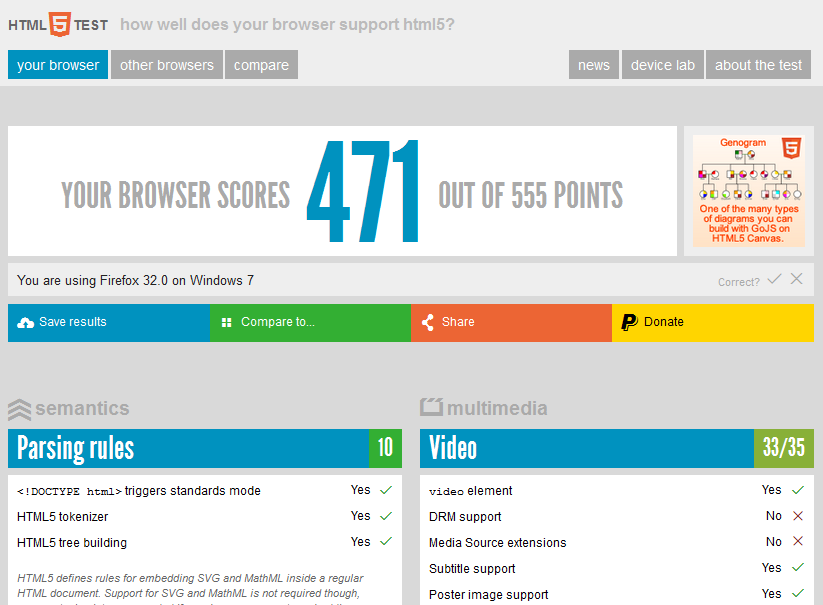 HTML 5 TEST how well does your browser support html5?
your browser other browsers compare news device lab about the test
YOUR BROWSER SCORES 471 OUT OF 555 POINTS
Genogram
One of the many types
of diagrams you can
build with GoJS on
HTML5 Canvas.
You are using Firefox 32.0 on Windows 7 Correct?
Save results Compare to... Share Donate
semantics
Parsing rules 10
<!DOCTYPE html> triggers standards mode Yes
HTML5 tokenizer Yes
HTML5 tree building Yes
HTML5 defines rules for embedding SVG and MathML inside a regular
HTML document. Support for SVG and MathML is not required though,
multimedia
Video 33/35
video element Yes
DRM support No
Media Source extensions No
Subtitle support Yes
Poster image support Yes